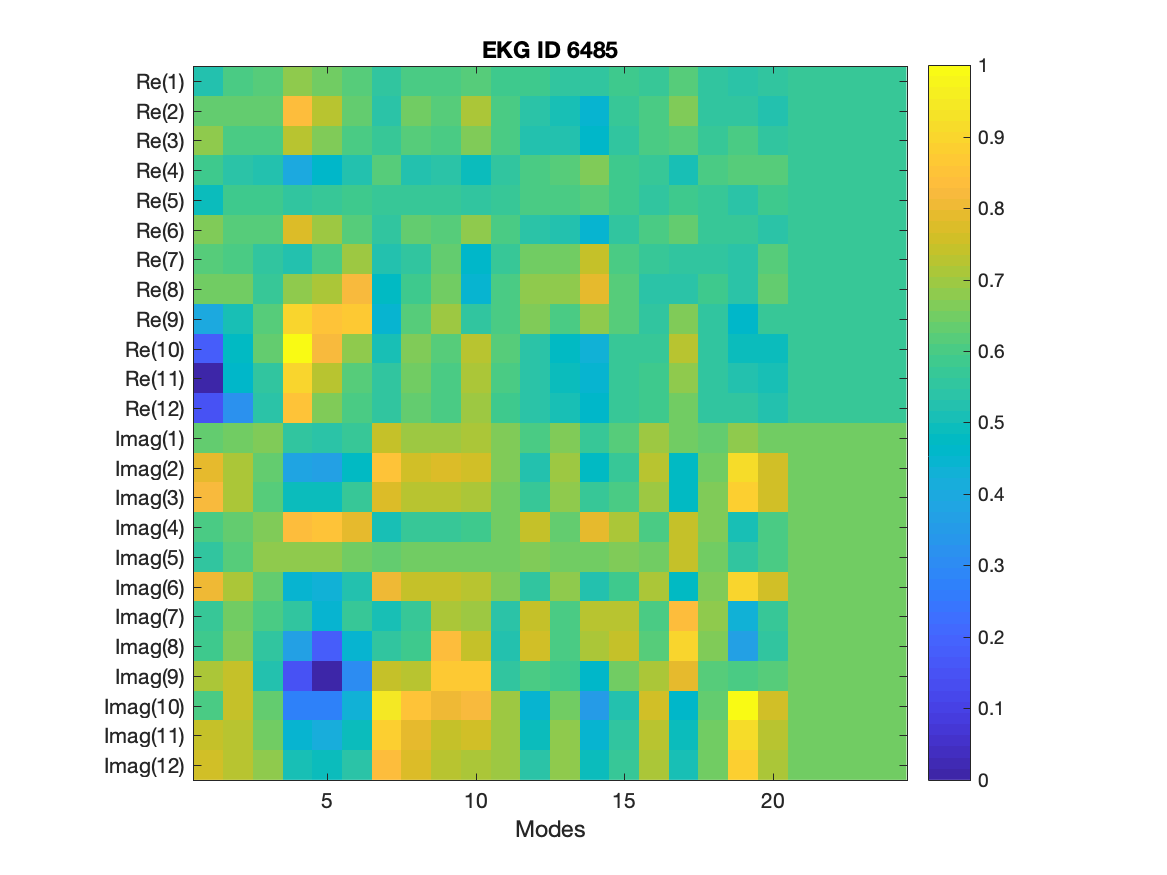 EKG ID 6485
Re(1)
Re(2)
Re(3)
Re(4)
Re(5)
Re(6)
Re(7)
Re(8)
Re(9)
Re(10)
Re(11)
Re(12)
Imag(1)
Imag(2)
Imag(3)
Imag(4)
Imag(5)
Imag(6)
Imag(7)
Imag(8)
Imag(9)
Imag(10)
Imag(11)
Imag(12)
5 10 15 20
Modes
1
0.9
0.8
0.7
0.6
0.5
0.4
0.3
0.2
0.1
0